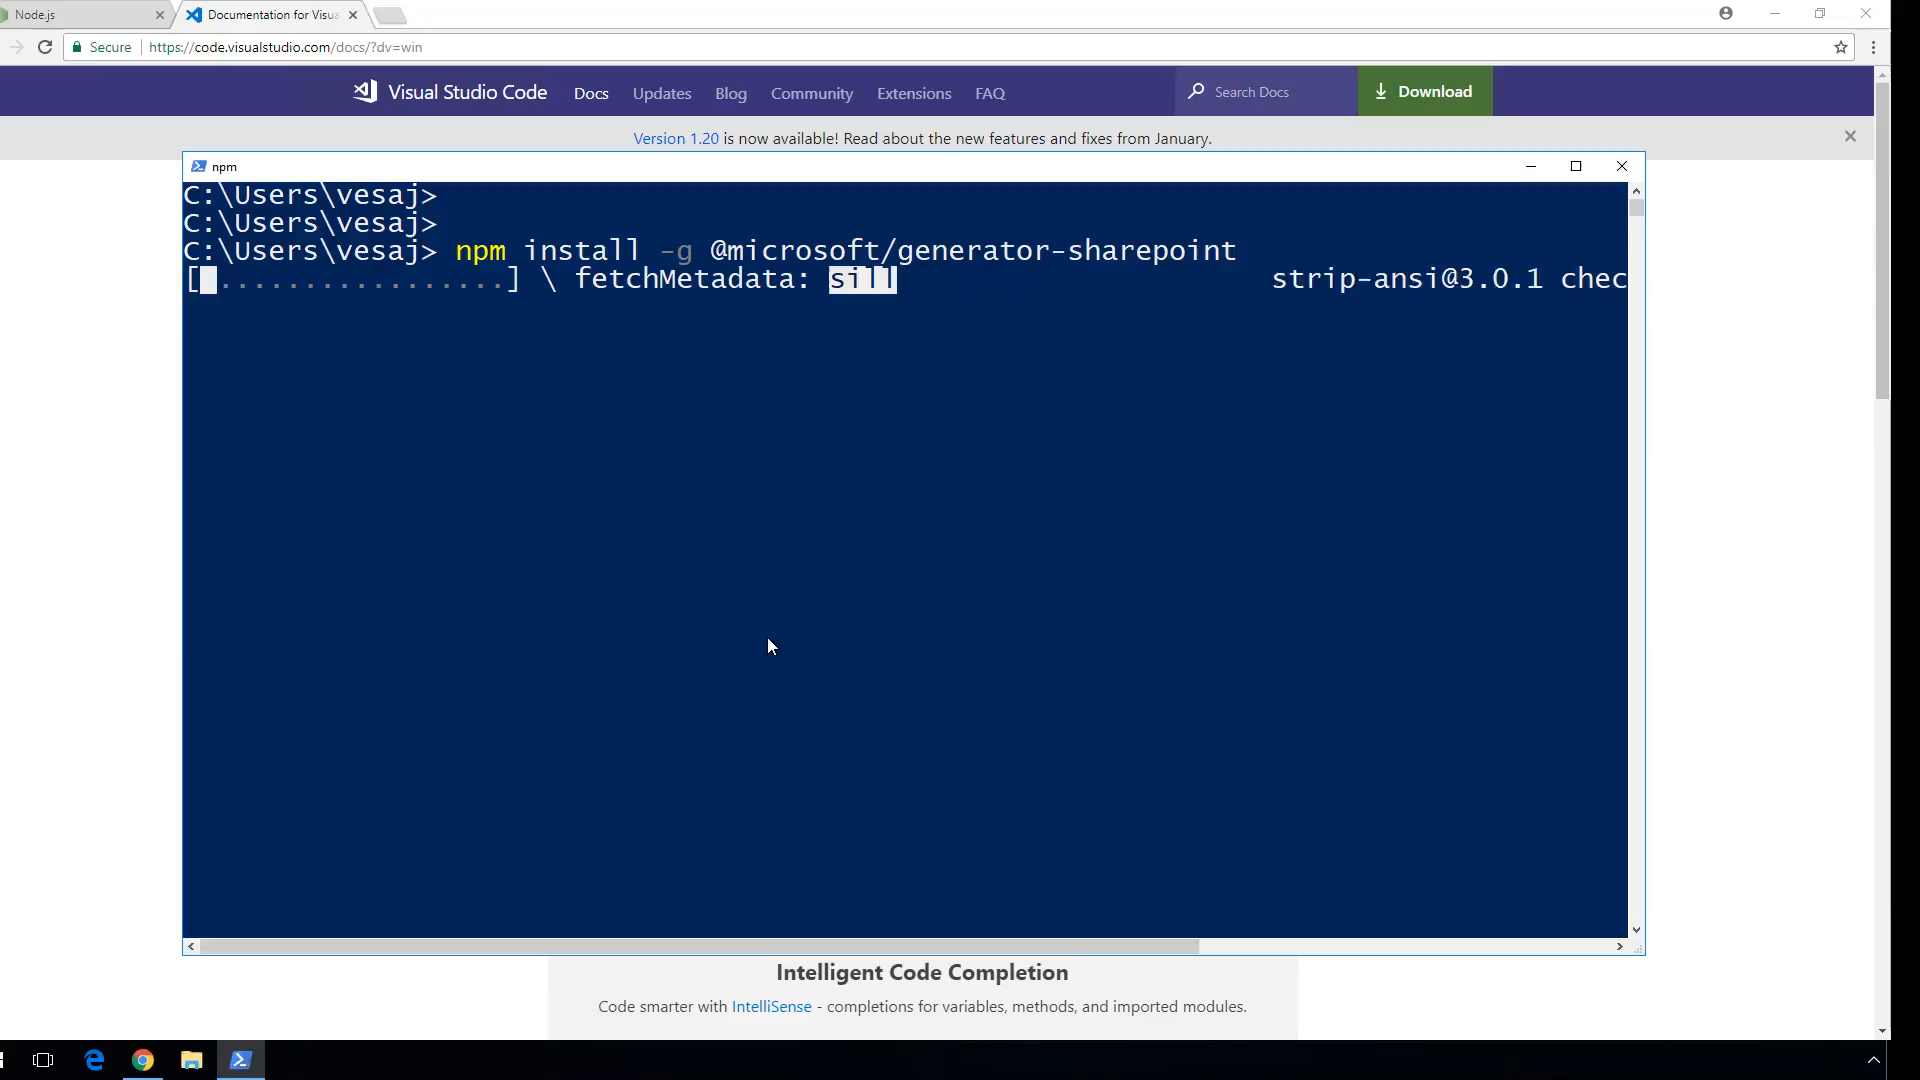 Node.js
Documentation for Visua
Secure https://code.visualstudio.com/docs/?dv=win
Visual Studio Code Docs Updates Blog Community Extensions FAQ Search Docs Download
Version 1.20 is now available! Read about the new features and fixes from January.
npm
C:\Users\vesaj>
C:\Users\vesaj>
C:\Users\vesaj> npm install -g @microsoft/generator-sharepoint
[ .................] \ fetchMetadata: sill strip-ansi@3.0.1 chec
Intelligent Code Completion
Code smarter with IntelliSense - completions for variables, methods, and imported modules.